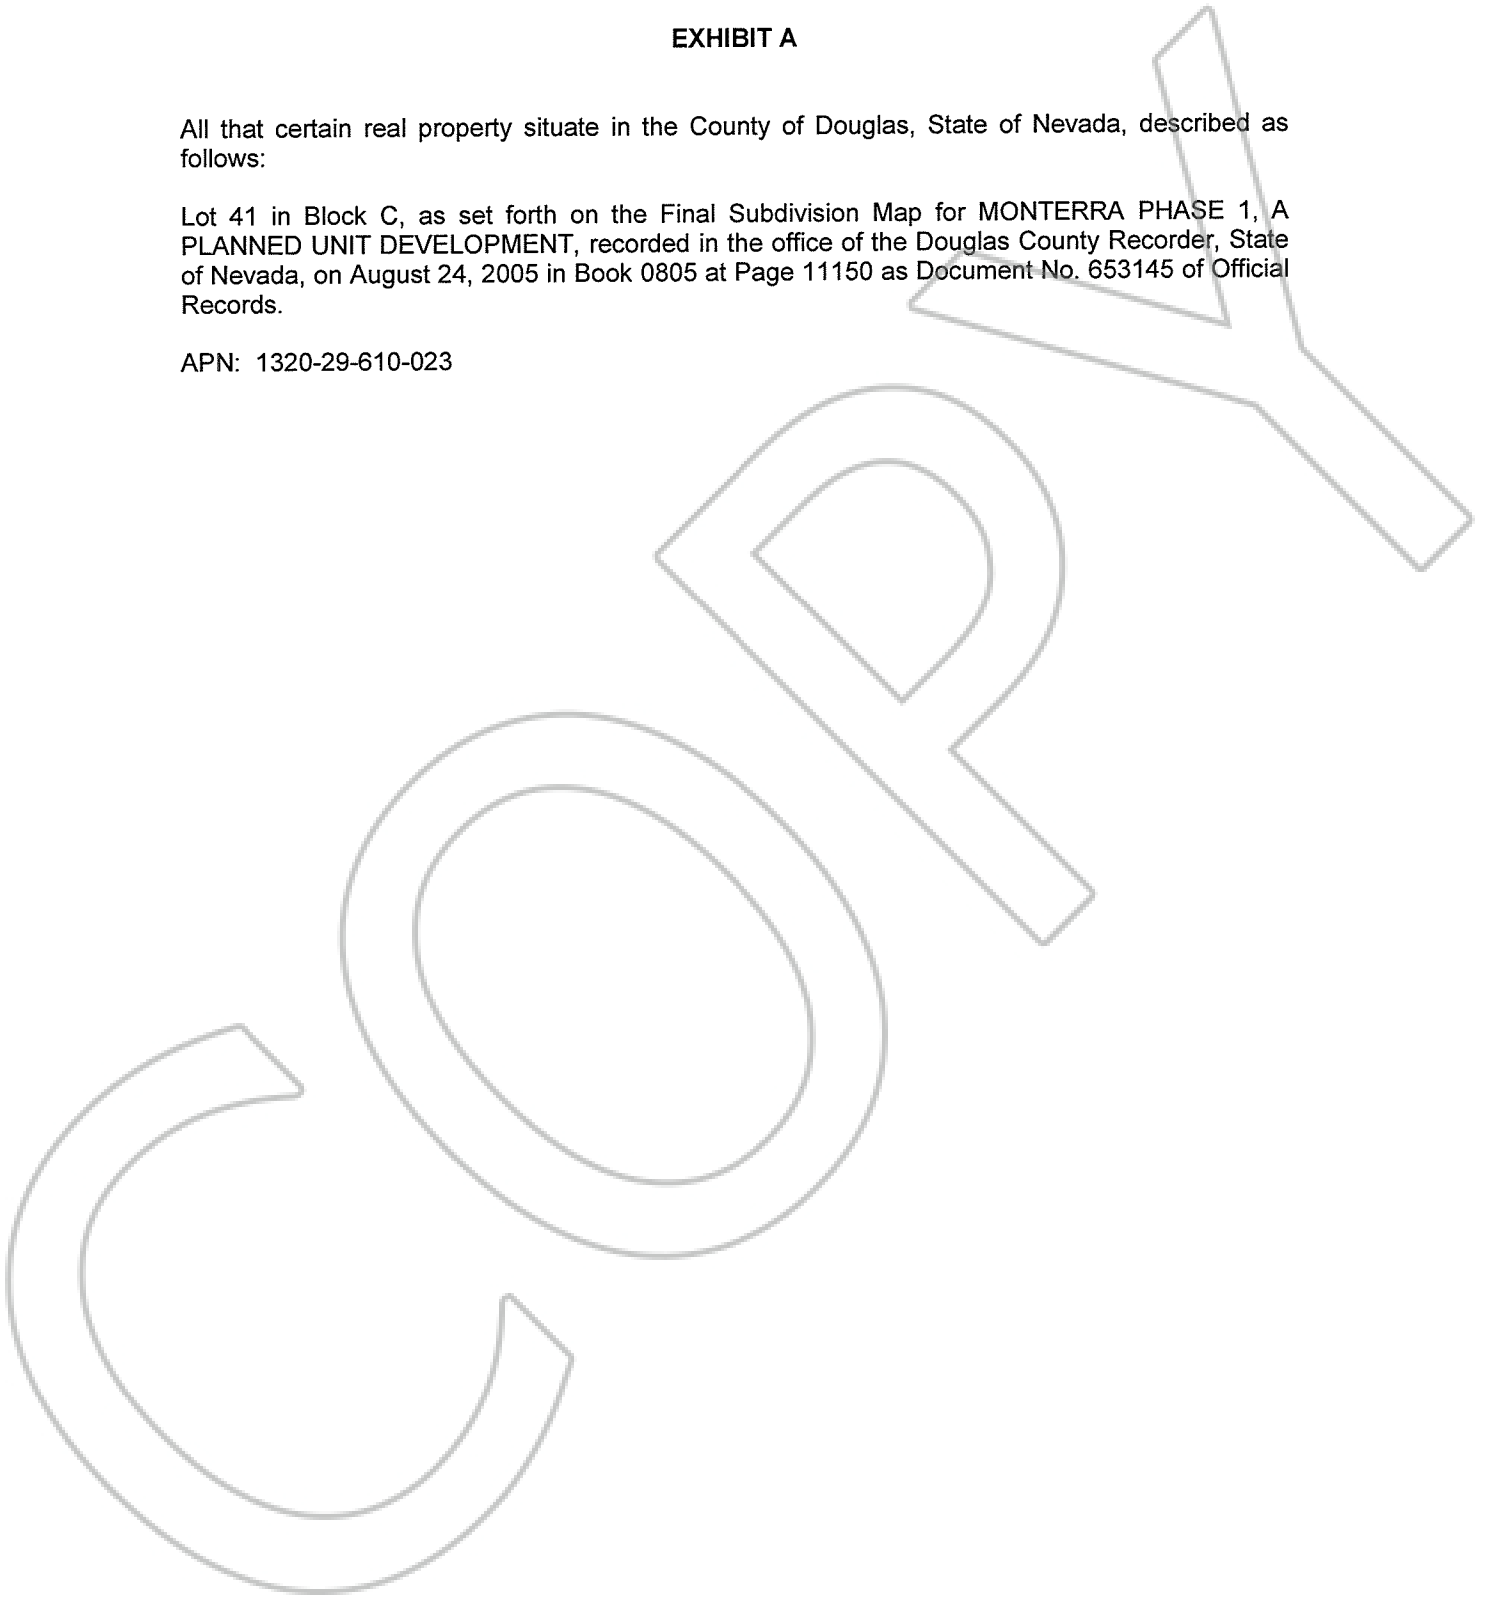 EXHIBIT A
All that certain real property situate in the County of Douglas, State of Nevada, described as
follows:
Lot 41 in Block C, as set forth on the Final Subdivision Map for MONTERRA PHASE 1, A
PLANNED UNIT DEVELOPMENT, recorded in the office of the Douglas County Recorder, State
of Nevada, on August 24, 2005 in Book 0805 at Page 11150 as Document No. 653145 of Official
Records.
APN: 1320-29-610-023
COPY